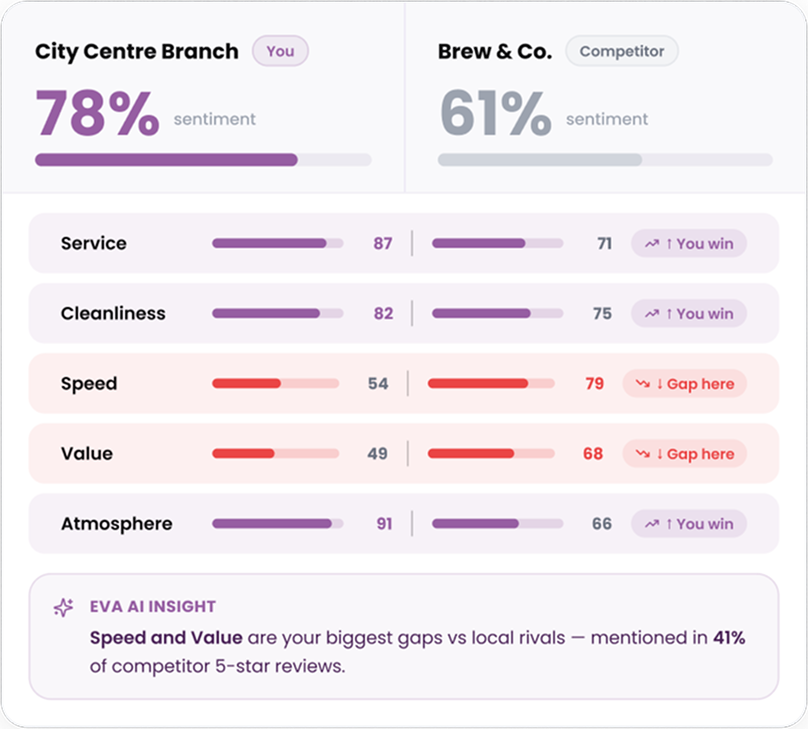 City Centre Branch You
78% sentiment
Brew & Co. Competitor
61% sentiment
Service 87 71 ↑ You win
Cleanliness 82 75 ↑ You win
Speed 54 79 ↓ Gap here
Value 49 68 ↓ Gap here
Atmosphere 91 66 ↑ You win
EVA AI INSIGHT
Speed and Value are your biggest gaps vs local rivals — mentioned in 41%
of competitor 5-star reviews.